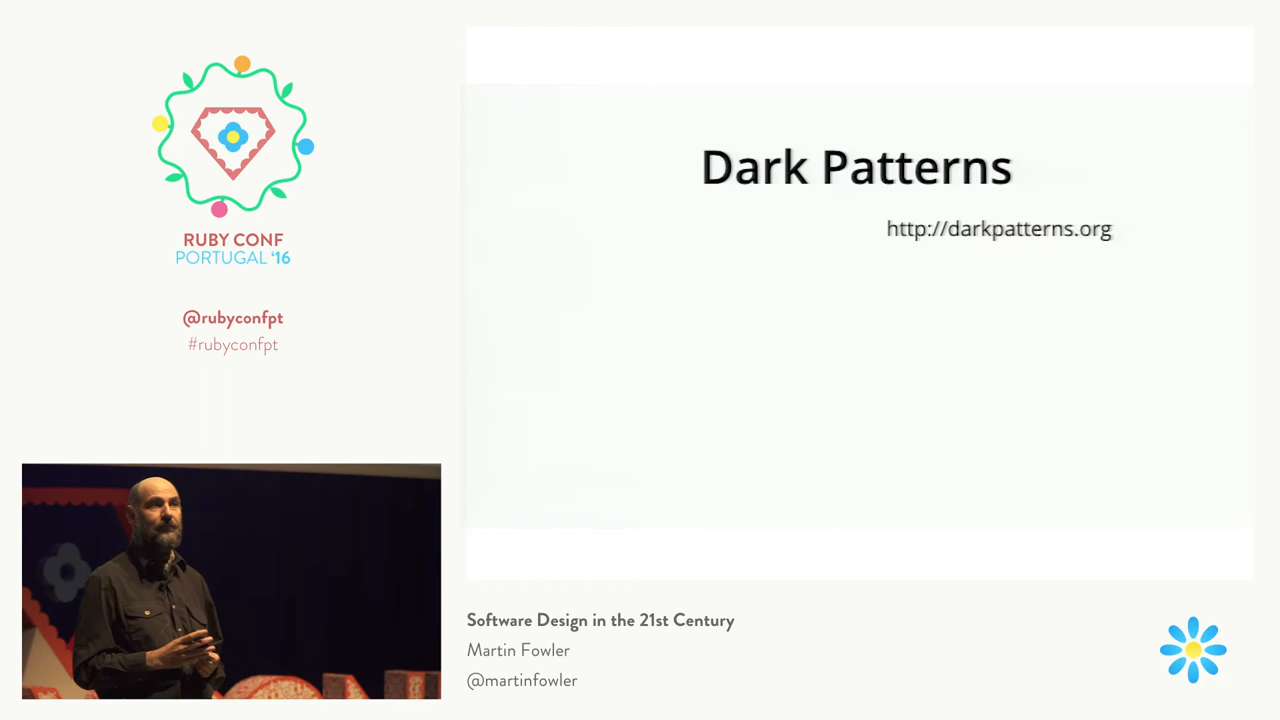 RUBY CONF
PORTUGAL '16
@rubyconfpt
#rubyconfpt
Dark Patterns
http://darkpatterns.org
Software Design in the 21st Century
Martin Fowler
@martinfowler